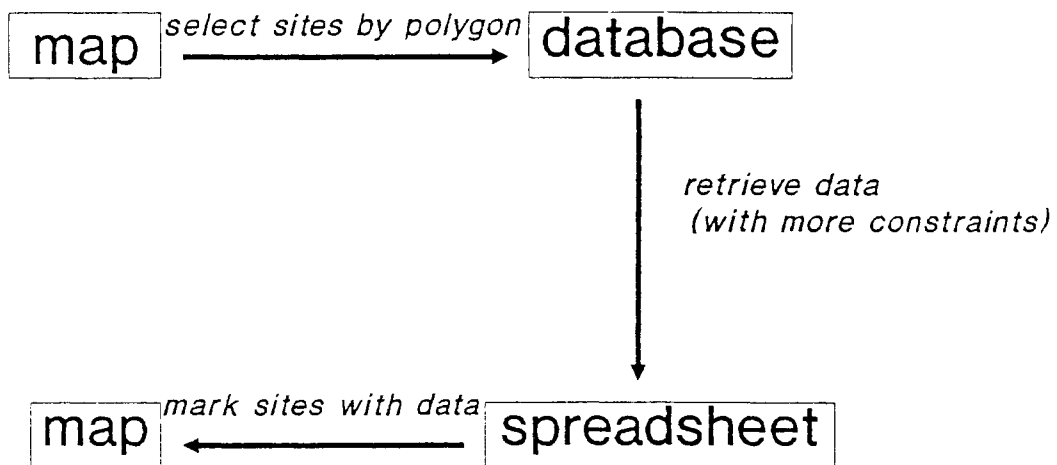 map
select sites by polygon
database
retrieve data
(with more constraints)
map
mark sites with data
spreadsheet